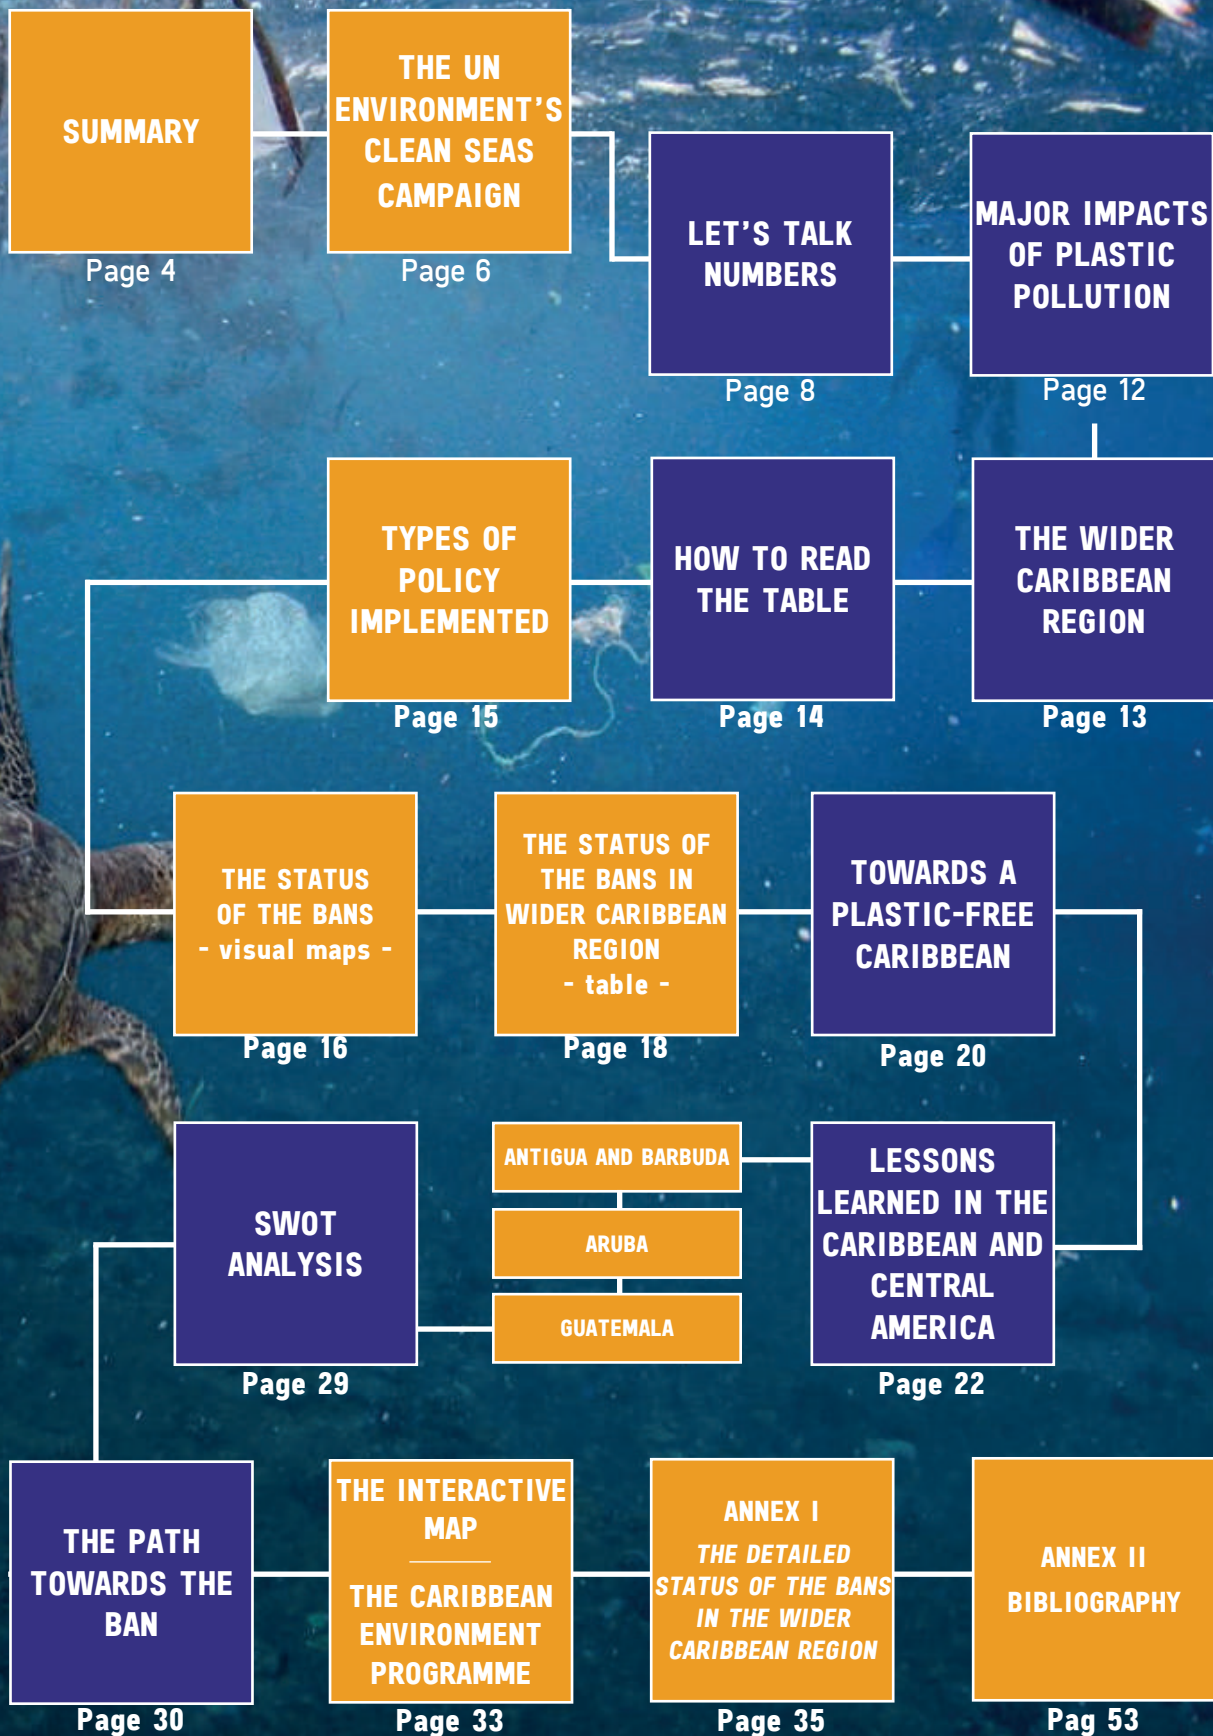 SUMMARY
Page 4
THE UN
ENVIRONMENT'S
CLEAN SEAS
CAMPAIGN
Page 6
LET'S TALK
NUMBERS
Page 8
MAJOR IMPACTS
OF PLASTIC
POLLUTION
Page 12
THE WIDER
CARIBBEAN
REGION
Page 13
HOW TO READ
THE TABLE
Page 14
TYPES OF
POLICY
IMPLEMENTED
Page 15
THE STATUS
OF THE BANS
- visual maps -
Page 16
THE STATUS OF
THE BANS IN
WIDER CARIBBEAN
REGION
- table -
Page 18
TOWARDS A
PLASTIC-FREE
CARIBBEAN
Page 20
LESSONS
LEARNED IN THE
CARIBBEAN AND
CENTRAL
AMERICA
Page 22
ANTIGUA AND BARBUDA
ARUBA
GUATEMALA
SWOT
ANALYSIS
Page 29
THE PATH
TOWARDS THE
BAN
Page 30
THE INTERACTIVE
MAP
THE CARIBBEAN
ENVIRONMENT
PROGRAMME
Page 33
ANNEX I
THE DETAILED
STATUS OF THE BANS
IN THE WIDER
CARIBBEAN REGION
Page 35
ANNEX II
BIBLIOGRAPHY
Pag 53